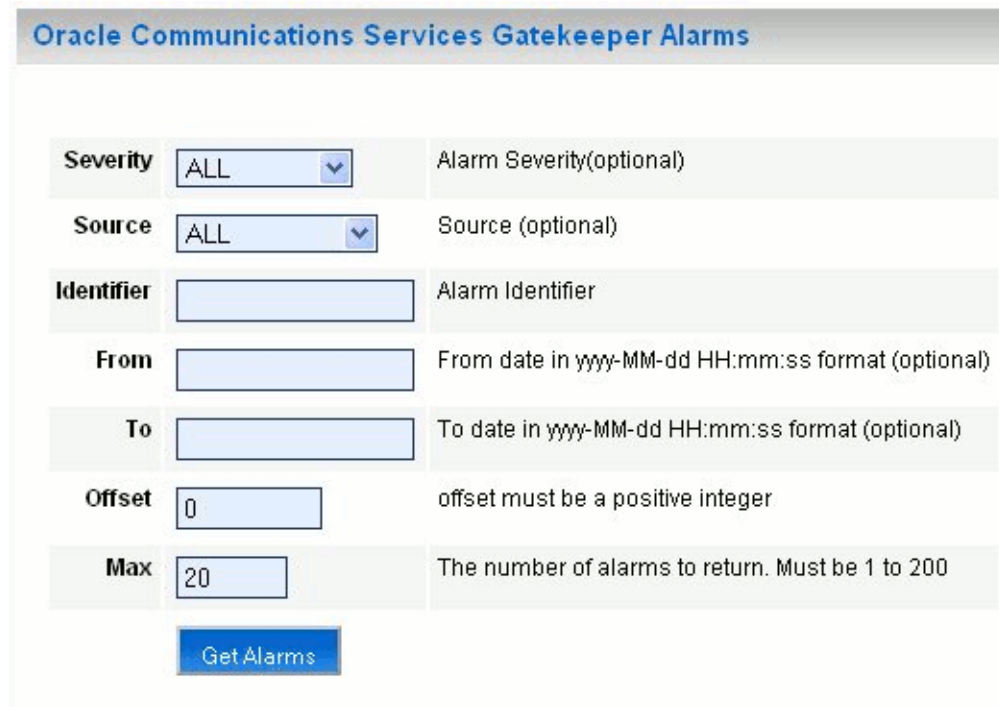 Oracle Communications Services Gatekeeper Alarms
Severity ALL Alarm Severity(optional)
Source ALL Source (optional)
Identifier Alarm Identifier
From From date in yyyy-MM-dd HH:mm:ss format (optional)
To To date in yyyy-MM-dd HH:mm:ss format (optional)
Offset 0 offset must be a positive integer
Max 20 The number of alarms to return. Must be 1 to 200
Get Alarms